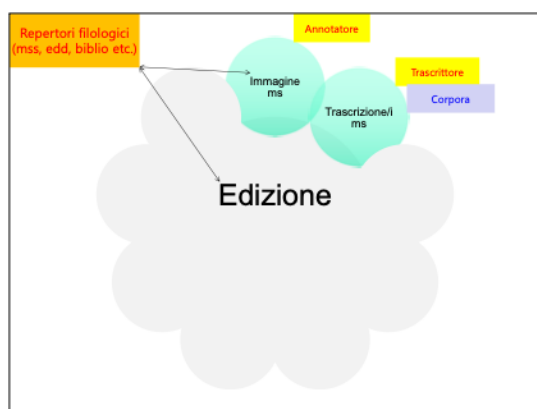 Repertori filologici
(mss, edd, biblio etc.)
Annotatore
Immagine
ms
Trascrittore
Corpora
Trascrizione/i
ms
Edizione